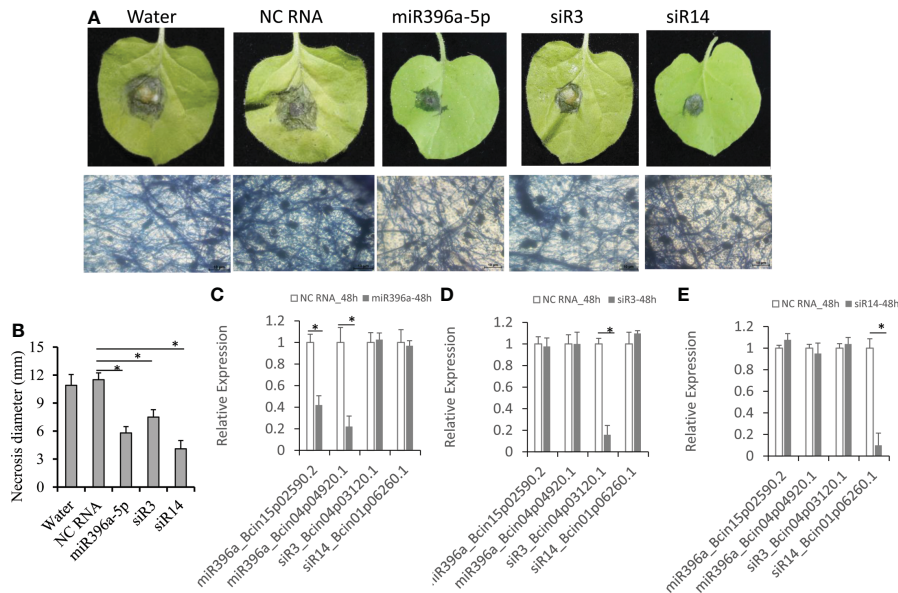 A
Water
NC RNA
miR396a-5p
siR3
siR14
B
Necrosis diameter (mm)
15
12
9
6
3
0
*
*
*
Water
NC RNA
miR396a-5p
siR3
siR14
C
NC RNA_48h
miR396a-48h
Relative Expression
1.2
1
0.8
0.6
0.4
0.2
0
*
*
miR396a_Bcin15p02590.2
miR396a_Bcin04p04920.1
siR3_Bcin04p03120.1
siR14_Bcin01p06260.1
D
NC RNA_48h
siR3-48h
Relative Expression
1.2
1
0.8
0.6
0.4
0.2
0
*
miR396a_Bcin15p02590.2
miR396a_Bcin04p04920.1
siR3_Bcin04p03120.1
siR14_Bcin01p06260.1
E
NC RNA_48h
siR14-48h
Relative Expression
1.2
1
0.8
0.6
0.4
0.2
0
*
miR396a_Bcin15p02590.2
miR396a_Bcin04p04920.1
siR3_Bcin04p03120.1
siR14_Bcin01p06260.1